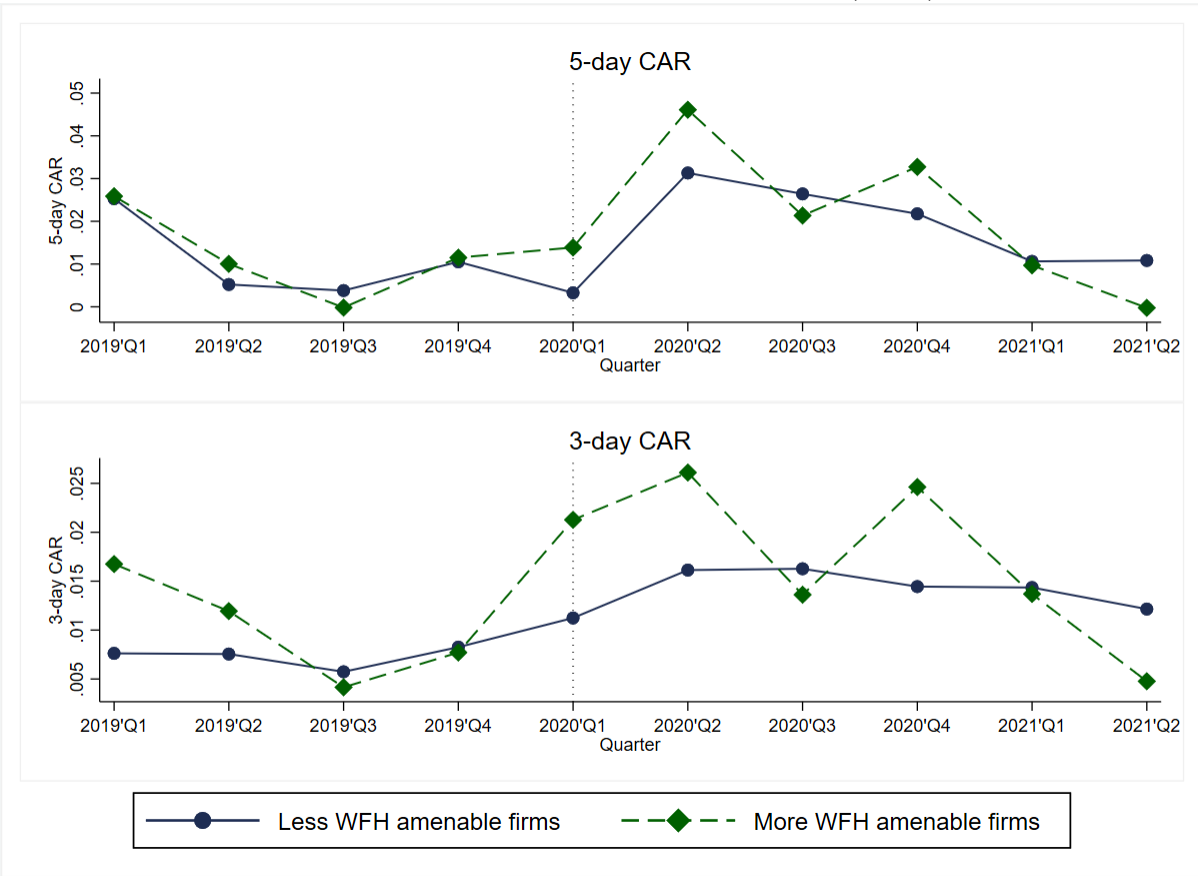 5-day CAR
5-day CAR
.05
.04
.03
.02
.01
0
2019'Q1 2019'Q2 2019'Q3 2019'Q4 2020'Q1 2020'Q2 2020'Q3 2020'Q4 2021'Q1 2021'Q2
Quarter
3-day CAR
3-day CAR
.025
.02
.015
.01
.005
2019'Q1 2019'Q2 2019'Q3 2019'Q4 2020'Q1 2020'Q2 2020'Q3 2020'Q4 2021'Q1 2021'Q2
Quarter
Less WFH amenable firms More WFH amenable firms